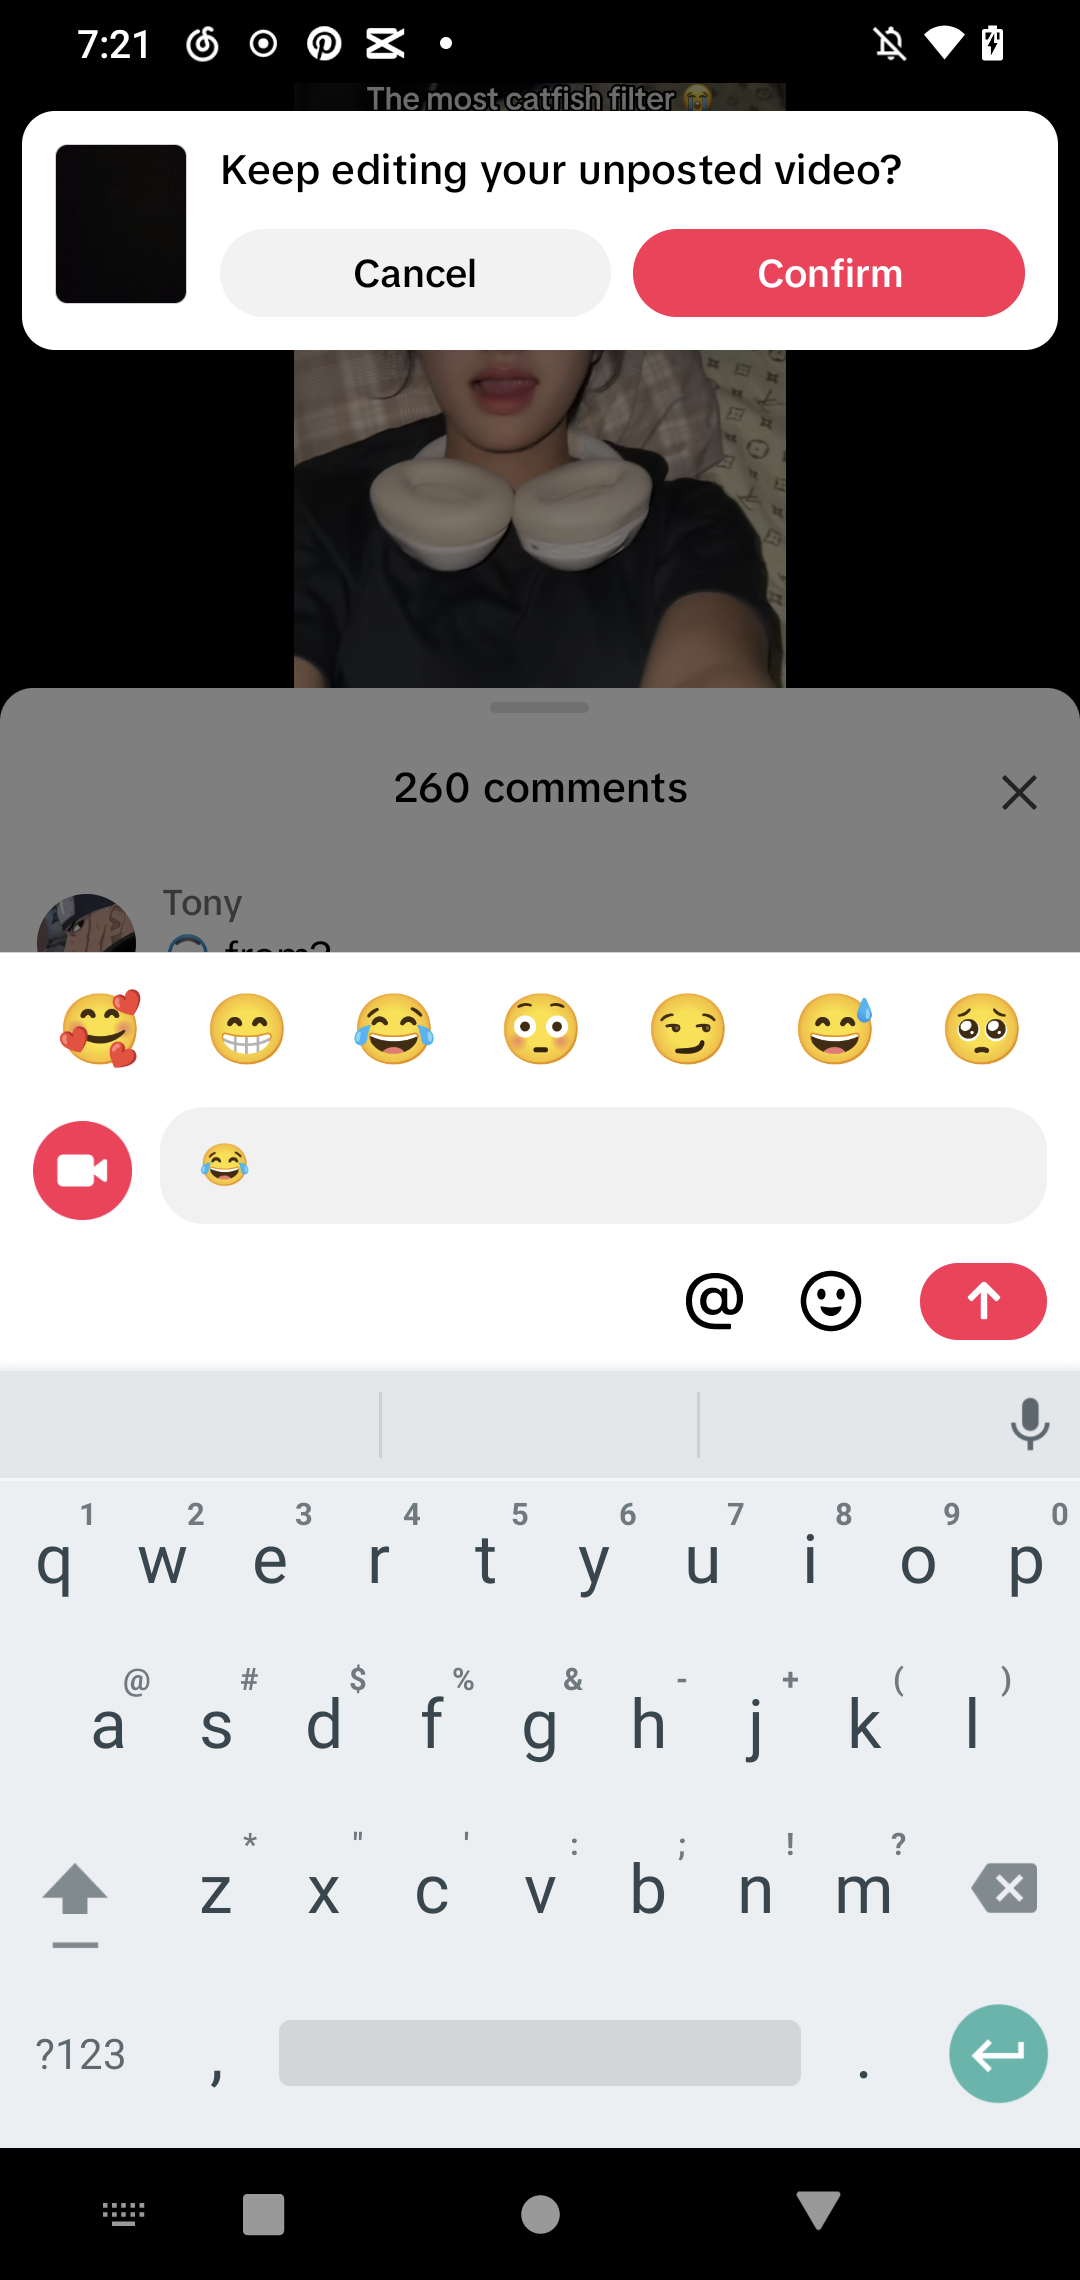 7:21
The most catfish filter 😭
Keep editing your unposted video?
Cancel
Confirm
260 comments
Tony
🎧 from?
@
1 2 3 4 5 6 7 8 9 0
q w e r t y u i o p
@ # $ % & - + ( )
a s d f g h j k l
* " ' : ; ! ?
z x c v b n m
?123 , .